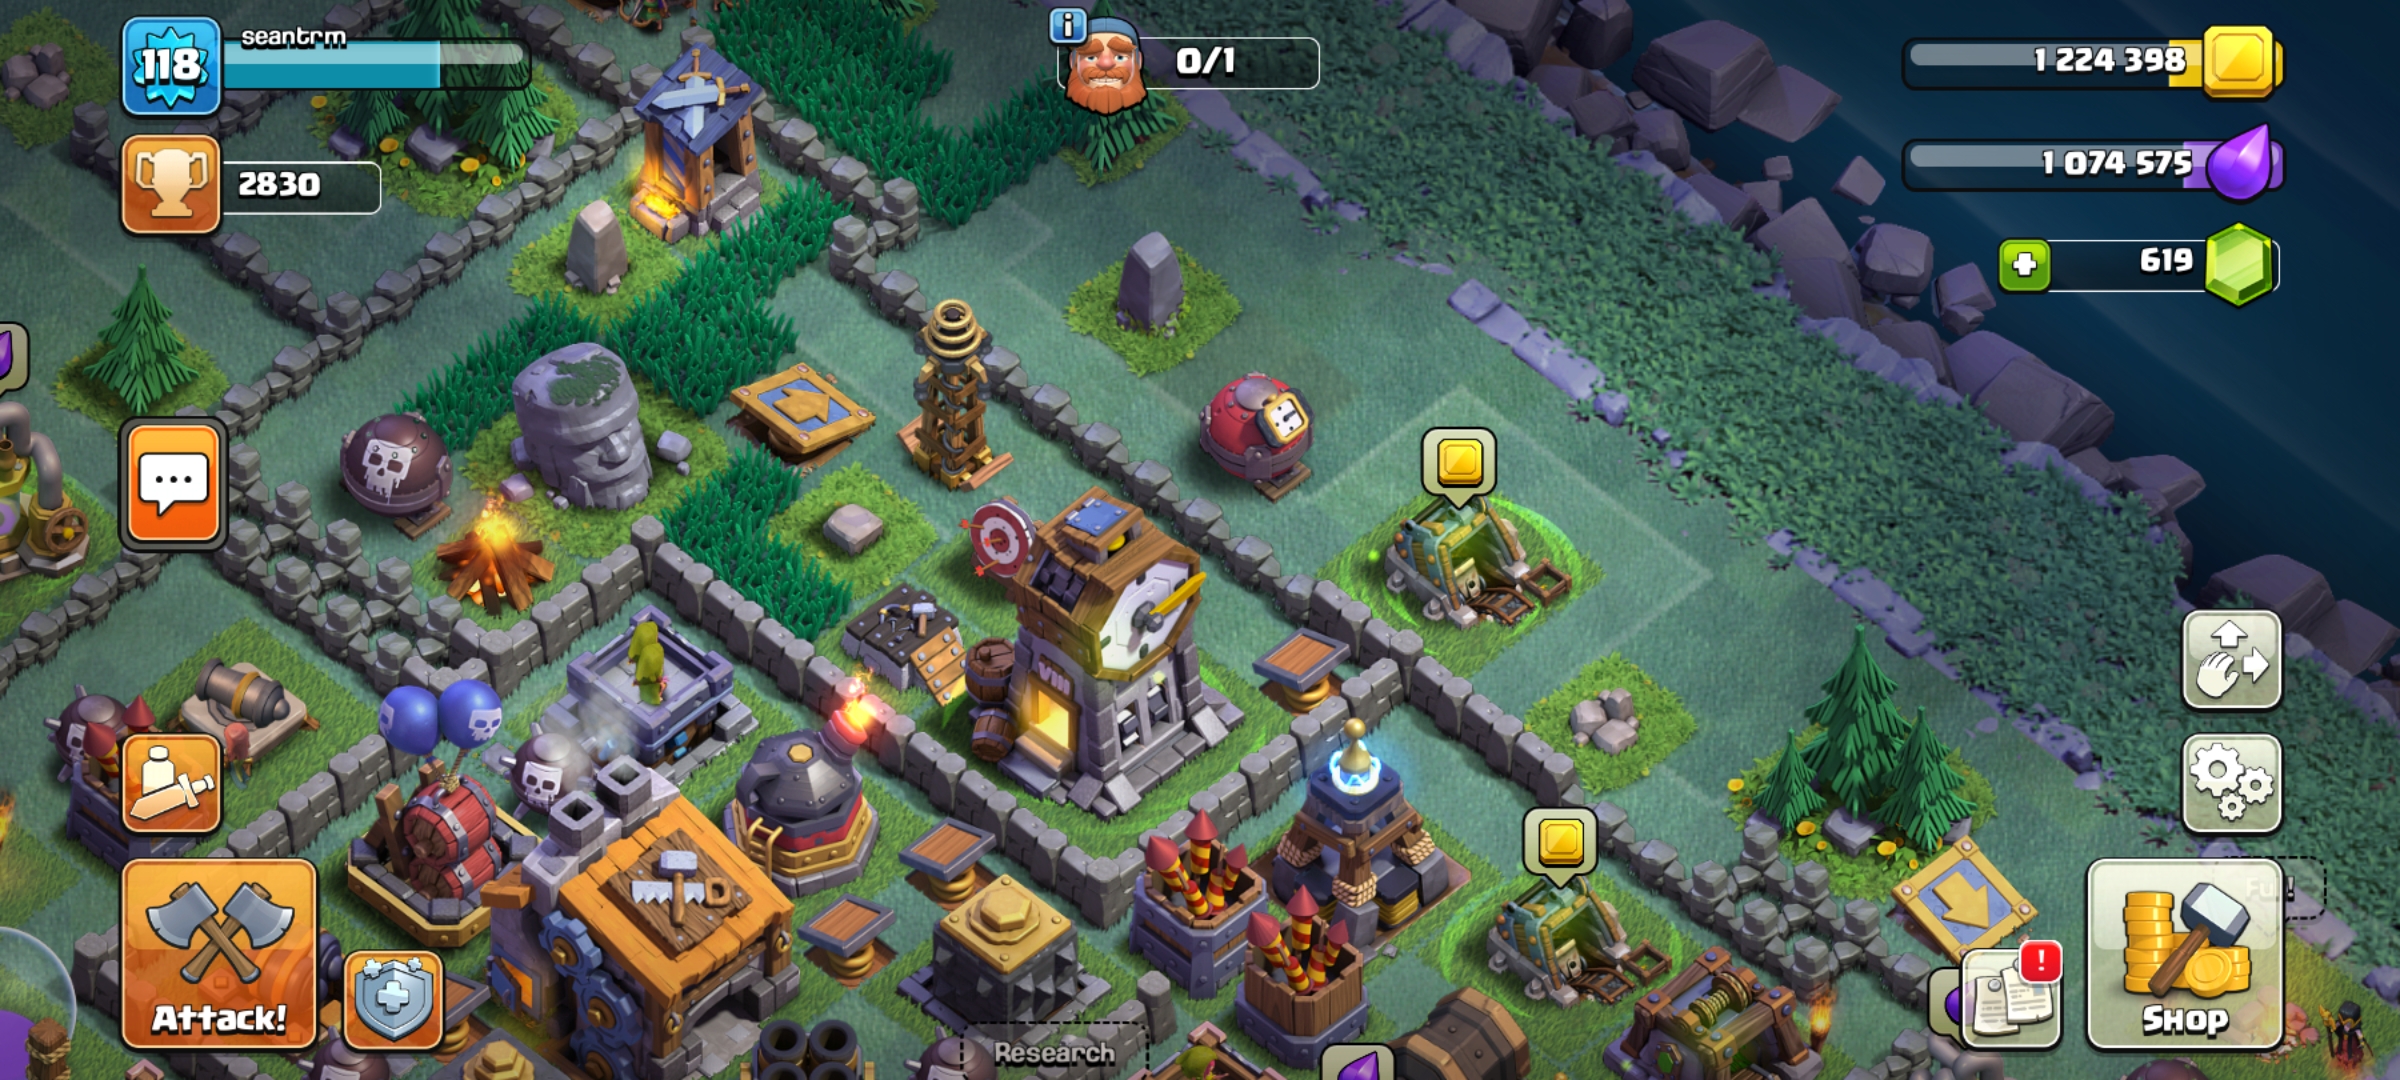 118
seantrm
i
0/1
1 224 398
2830
1 074 575
619
VIII
!
Attack!
Shop
Research